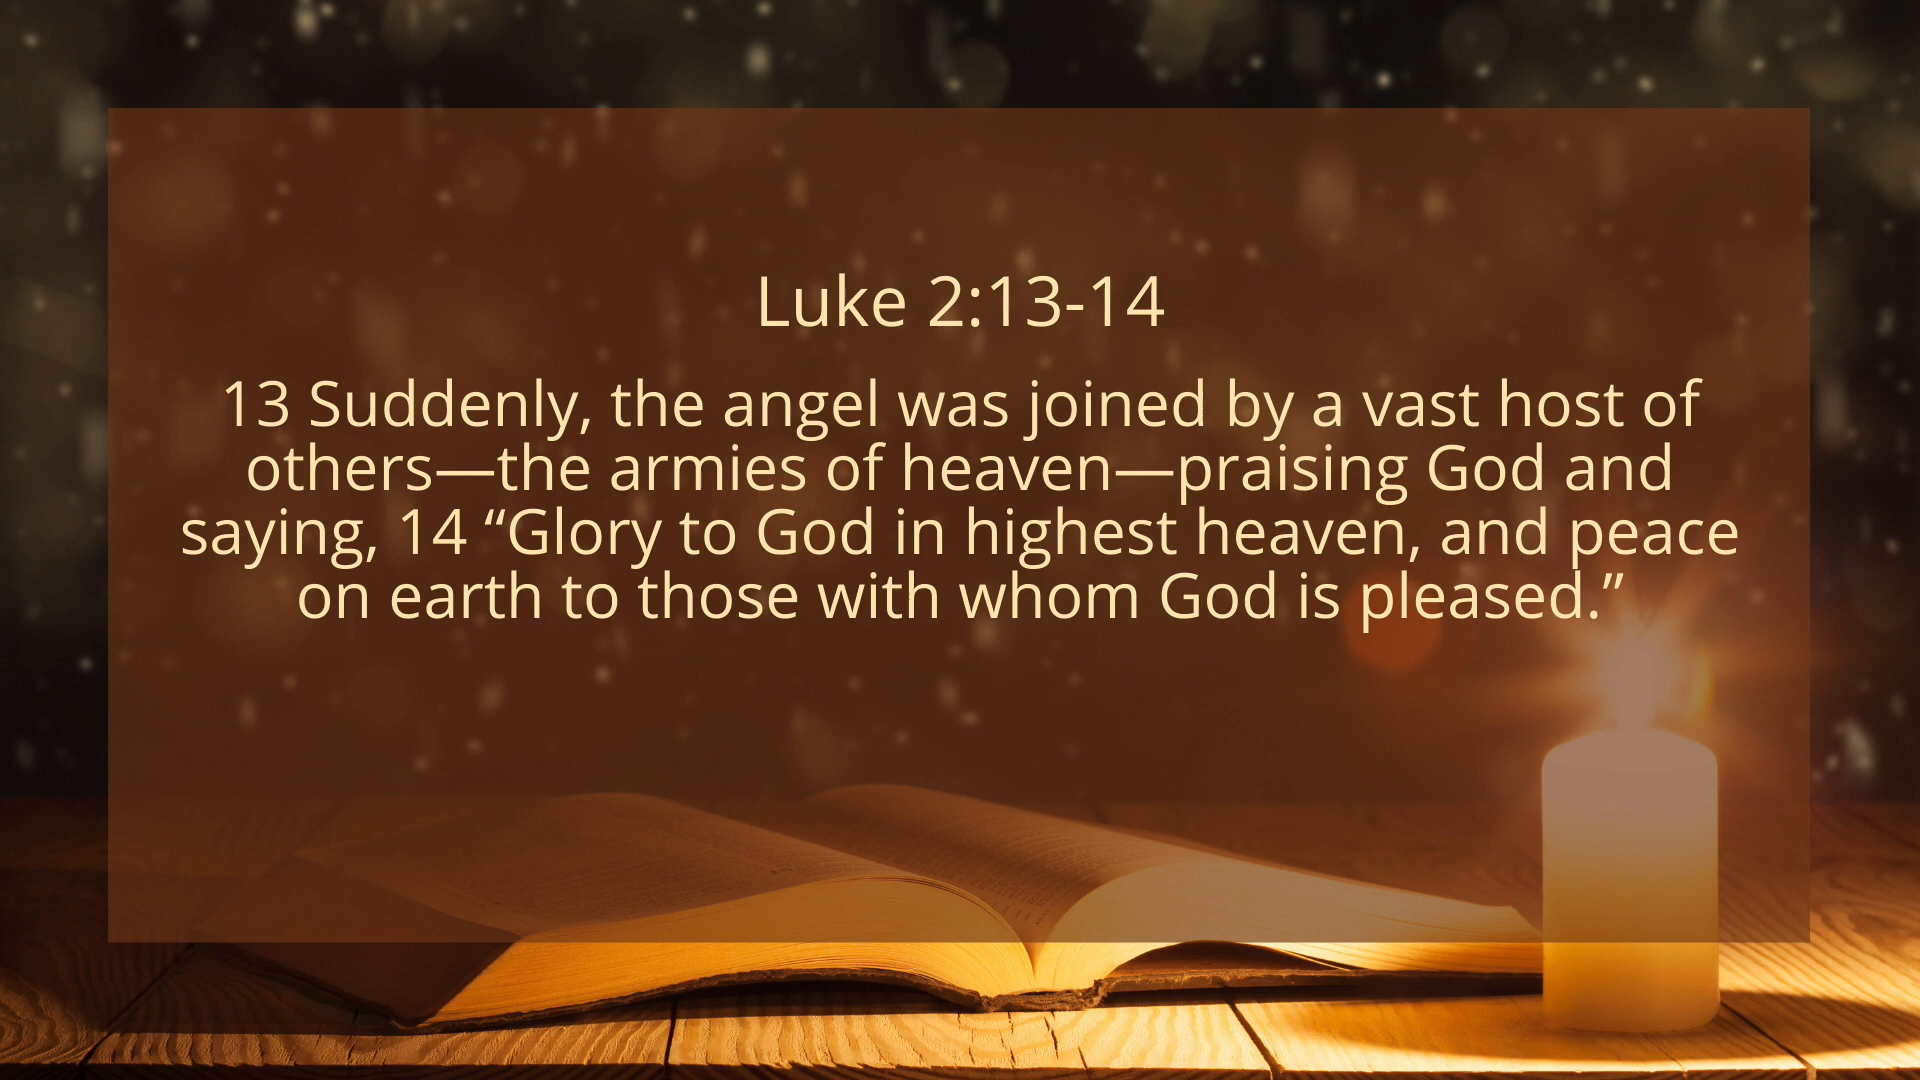 Luke 2:13-14
13 Suddenly, the angel was joined by a vast host of
others—the armies of heaven—praising God and
saying, 14 “Glory to God in highest heaven, and peace
on earth to those with whom God is pleased.”